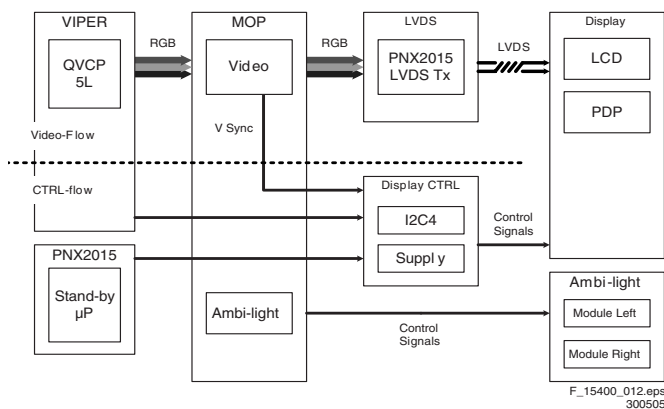 VIPER
MOP
LVDS
Display
RGB
RGB
LVDS
QVCP
5L
Video
PNX2015
LVDS Tx
LCD
PDP
V Sync
Video-Flow
CTRL-flow
Display CTRL
I2C4
Supply
Control
Signals
PNX2015
Stand-by
µP
Ambi-light
Control
Signals
Ambi-light
Module Left
Module Right
F_15400_012.eps
300505